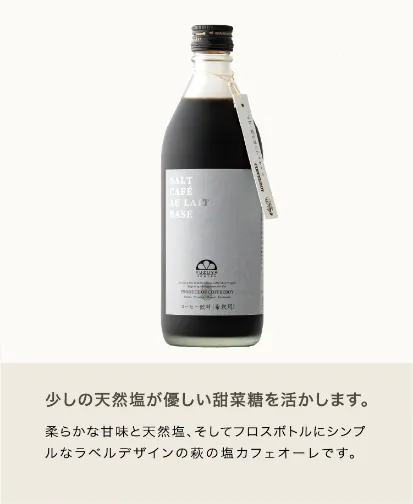 SALT
CAFÉ
AU LAIT
BASE
YUZUYA
PRODUCE OF COFFEEBOY
コーヒー飲料(希釈用)
少しの天然塩が優しい甜菜糖を活かします。
柔らかな甘味と天然塩、そしてフロスボトルにシンプ
ルなラベルデザインの萩の塩カフェオーレです。